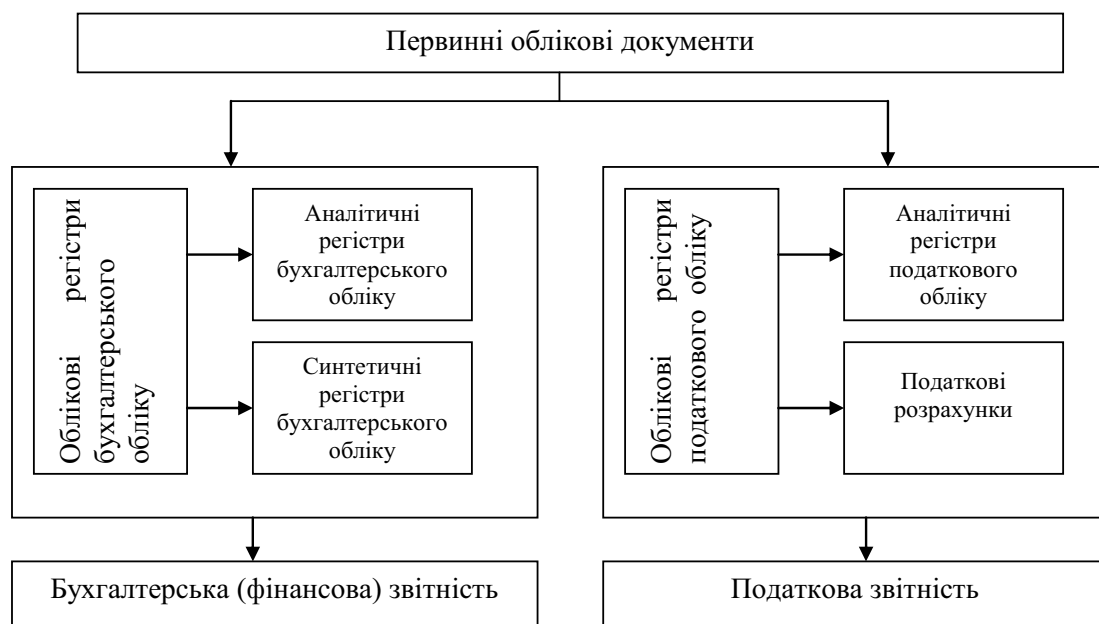 Первинні облікові документи
Облікові регістри
бухгалтерського
обліку
Аналітичні
регістри
бухгалтерського
обліку
Синтетичні
регістри
бухгалтерського
обліку
Облікові регістри
податкового обліку
Аналітичні
регістри
податкового
обліку
Податкові
розрахунки
Бухгалтерська (фінансова) звітність
Податкова звітність